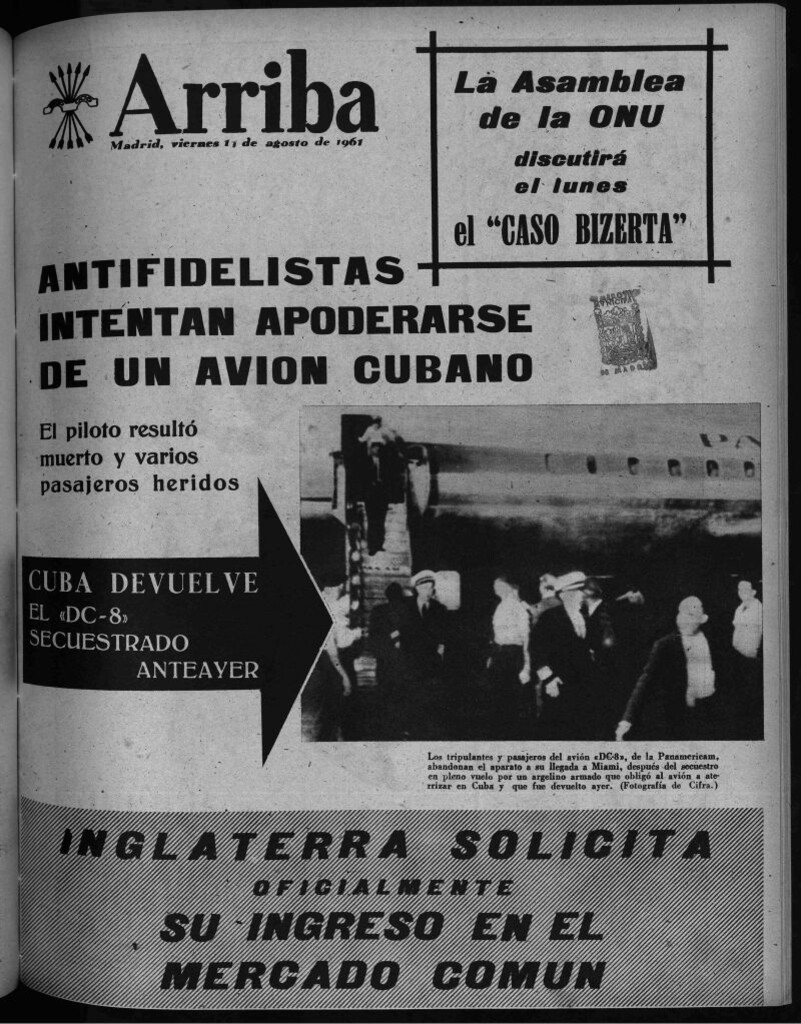 Arriba
Madrid, viernes 11 de agosto de 1961
La Asamblea
de la ONU
discutirá
el lunes
el "CASO BIZERTA"
ANTIFIDELISTAS
INTENTAN APODERARSE
DE UN AVION CUBANO
El piloto resultó
muerto y varios
pasajeros heridos
CUBA DEVUELVE
EL «DC-8»
SECUESTRADO
ANTEAYER
PA
Los tripulantes y pasajeros del avión «DC-8», de la Panamericam,
abandonan el aparato a su llegada a Miami, después del secuestro
en pleno vuelo por un argelino armado que obligó al avión a ate-
rrizar en Cuba y que fue devuelto ayer. (Fotografía de Cifra.)
INGLATERRA SOLICITA
OFICIALMENTE
SU INGRESO EN EL
MERCADO COMUN